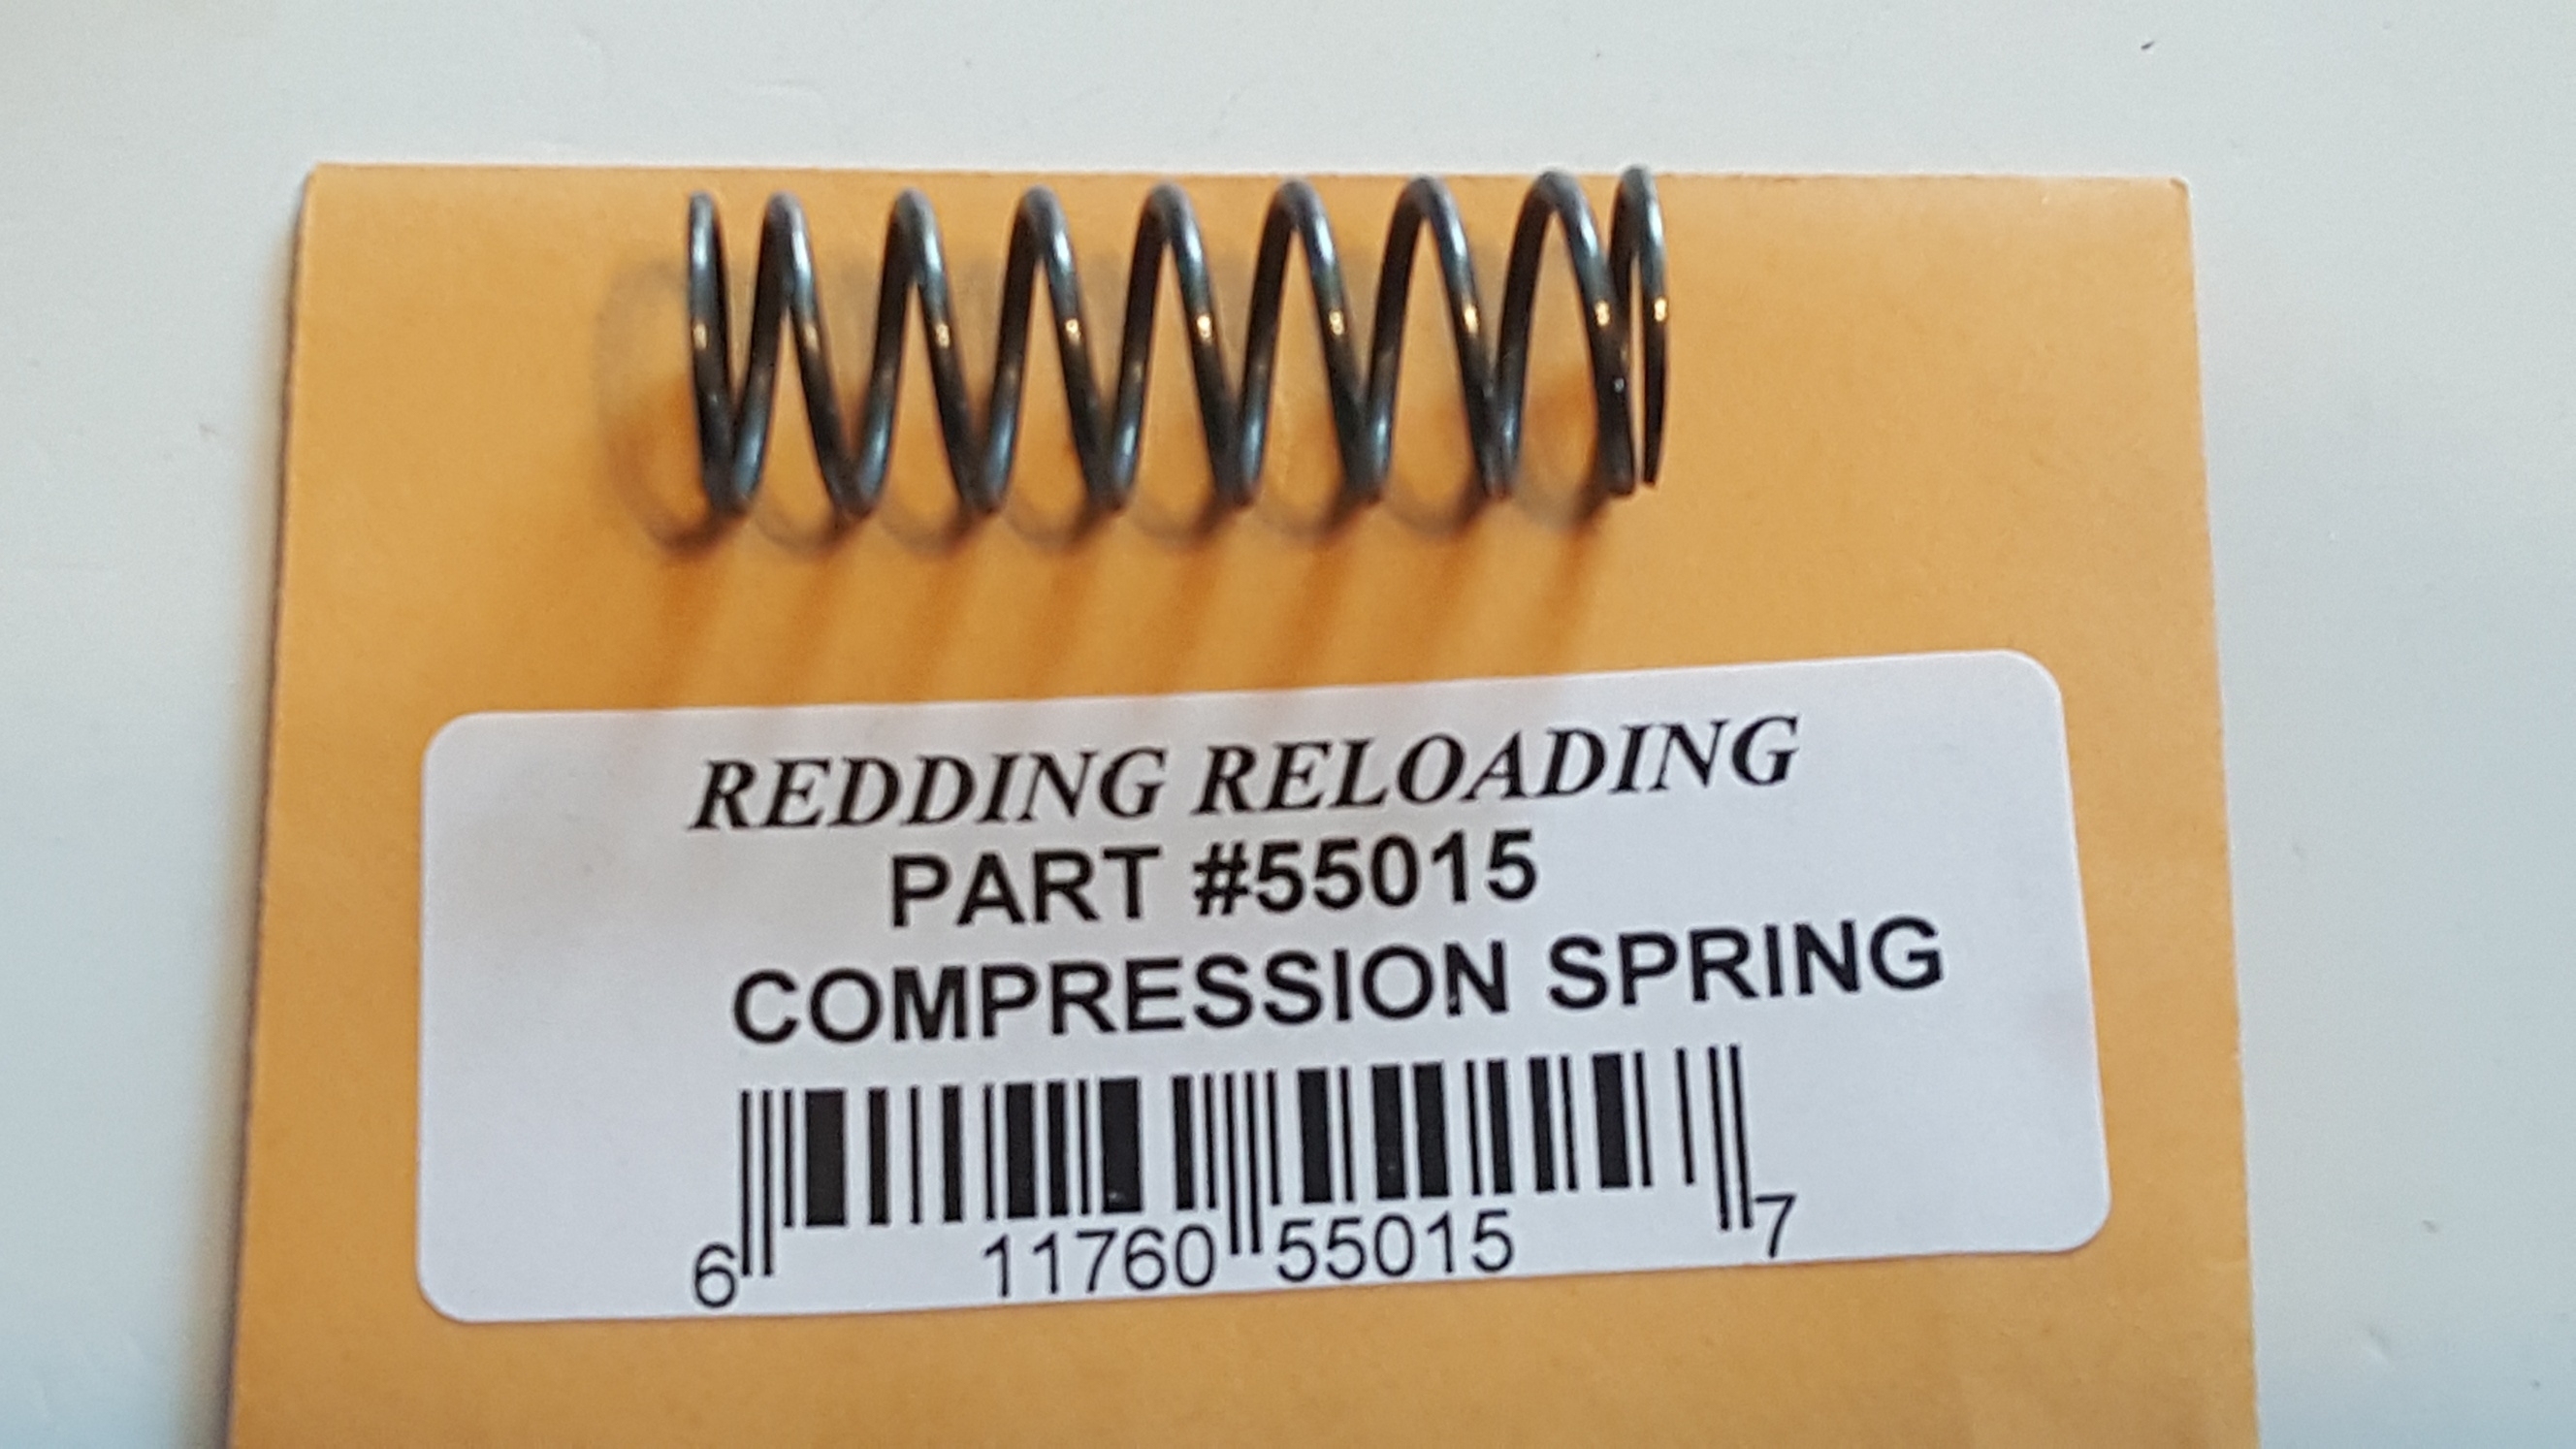 REDDING RELOADING
PART #55015
COMPRESSION SPRING
6 11760 55015 7